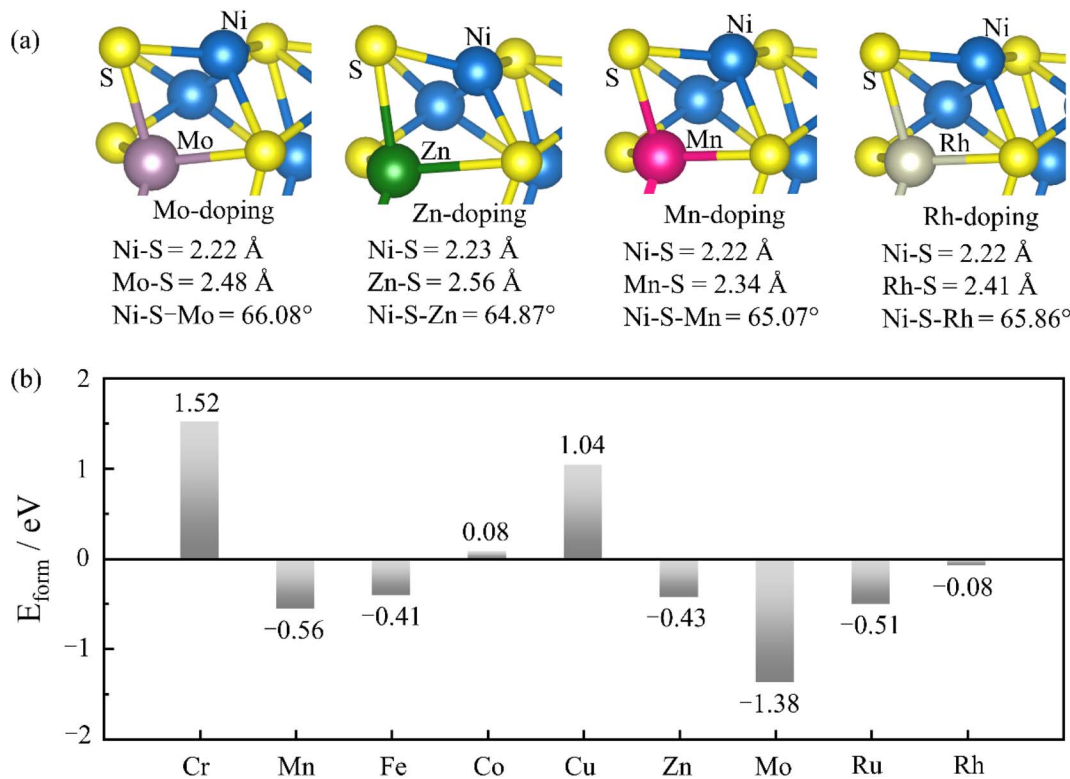 (a)
Ni
S
Mo
Mo-doping
Ni-S = 2.22 Å
Mo-S = 2.48 Å
Ni-S-Mo = 66.08°
Ni
S
Zn
Zn-doping
Ni-S = 2.23 Å
Zn-S = 2.56 Å
Ni-S-Zn = 64.87°
Ni
S
Mn
Mn-doping
Ni-S = 2.22 Å
Mn-S = 2.34 Å
Ni-S-Mn = 65.07°
Ni
S
Rh
Rh-doping
Ni-S = 2.22 Å
Rh-S = 2.41 Å
Ni-S-Rh = 65.86°
(b)
E_form / eV
2
1
0
−1
−2
1.52
−0.56
−0.41
0.08
1.04
−0.43
−1.38
−0.51
−0.08
Cr Mn Fe Co Cu Zn Mo Ru Rh